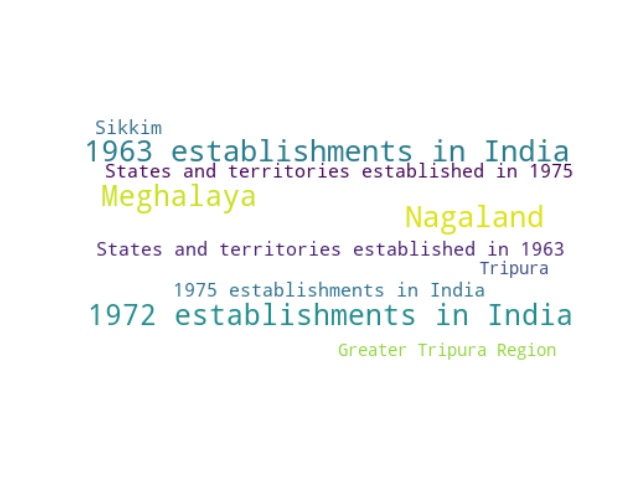 Sikkim
1963 establishments in India
States and territories established in 1975
Meghalaya
Nagaland
States and territories established in 1963
Tripura
1975 establishments in India
1972 establishments in India
Greater Tripura Region